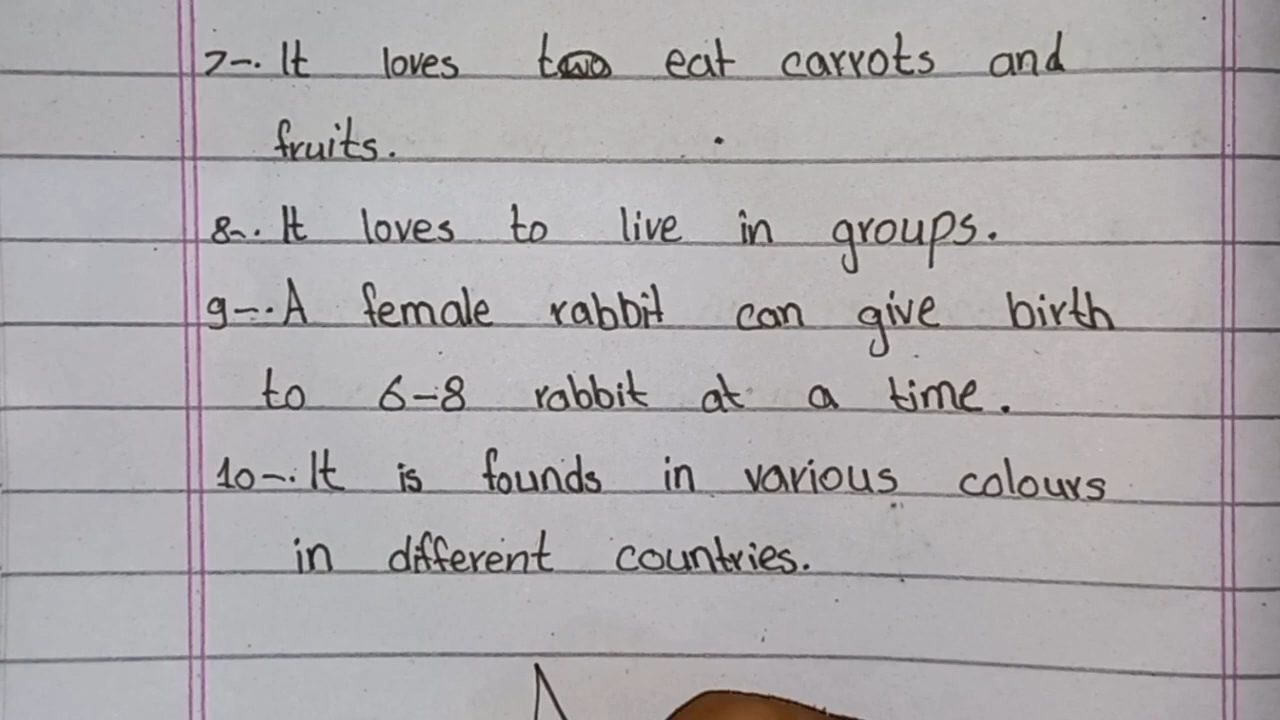 7-. It loves to eat carrots and
fruits.
8-. It loves to live in groups.
9-. A female rabbit can give birth
to 6-8 rabbit at a time.
10-. It is founds in various colours
in different countries.